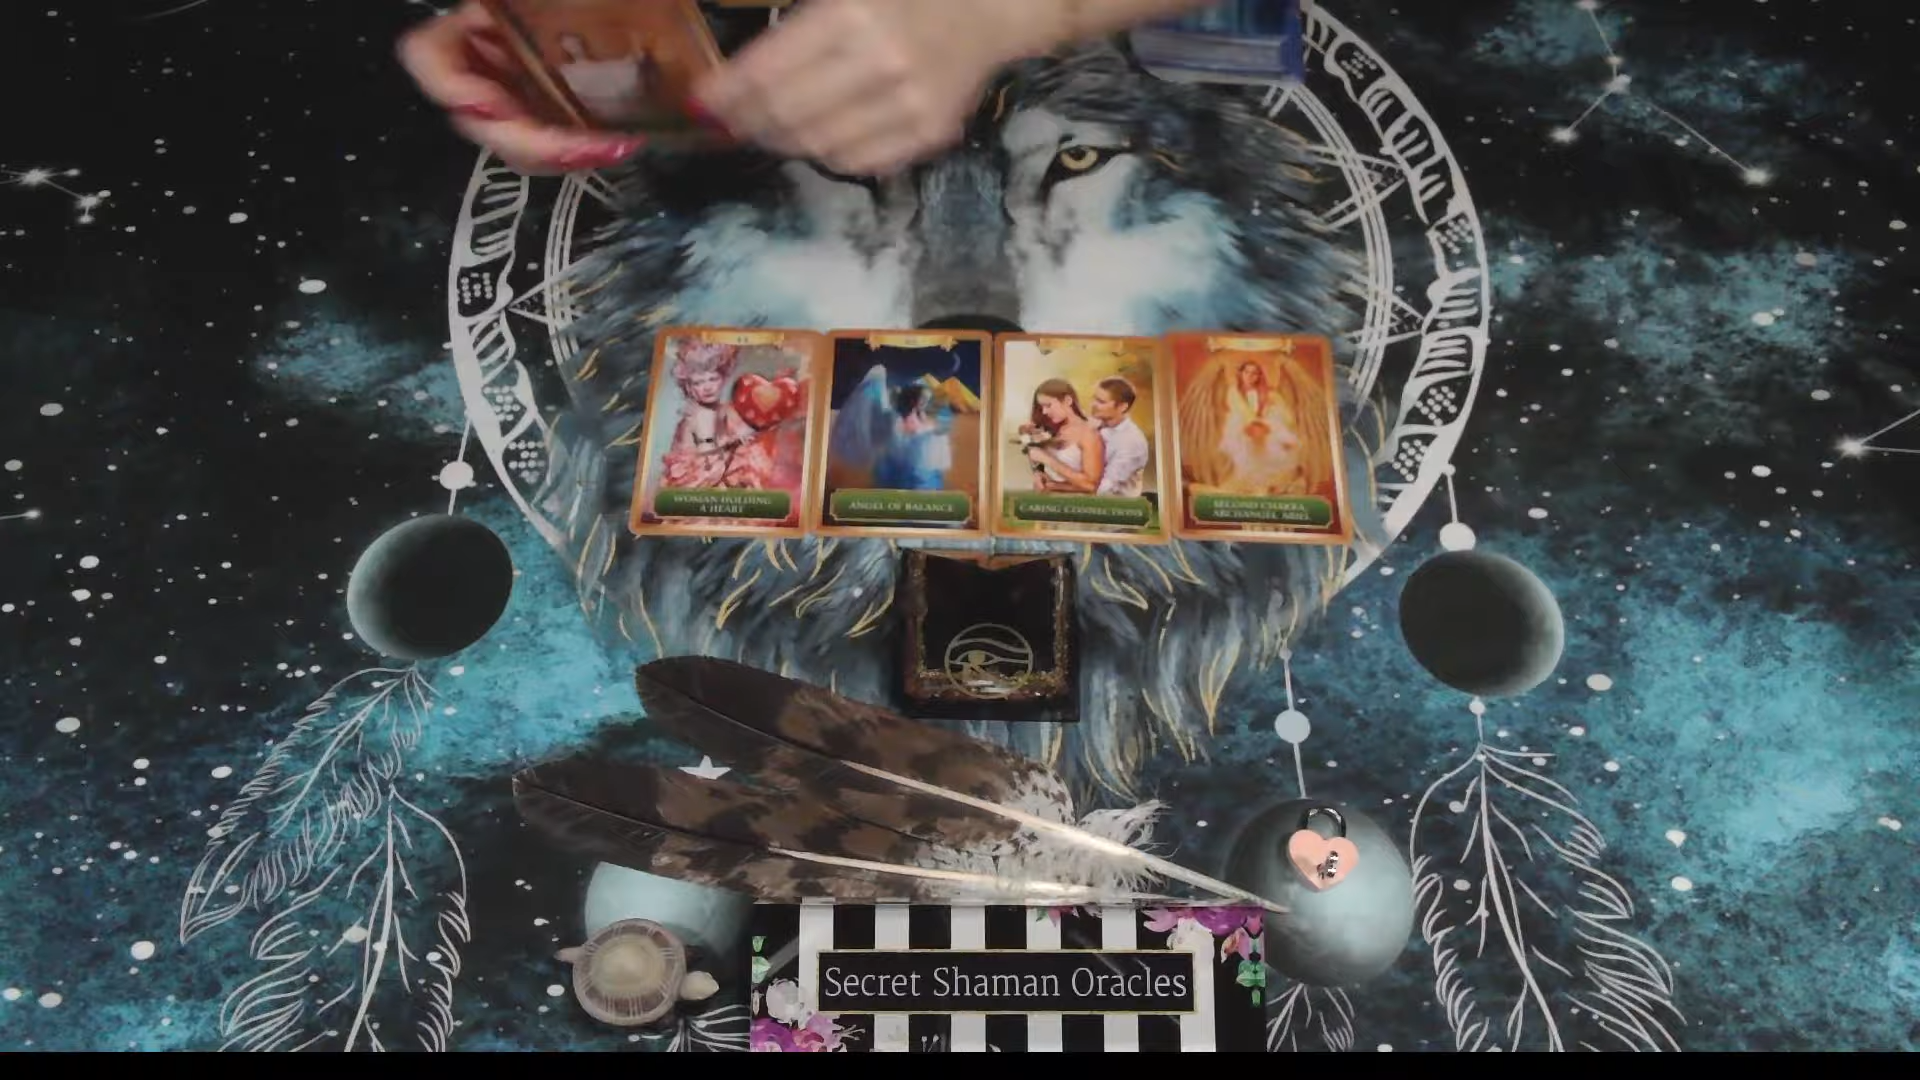 WOMAN HOLDING
A HEART
ANGEL OF BALANCE
CARING CONNECTIONS
SECOND CHAKRA,
ARCHANGEL ARIEL
Secret Shaman Oracles